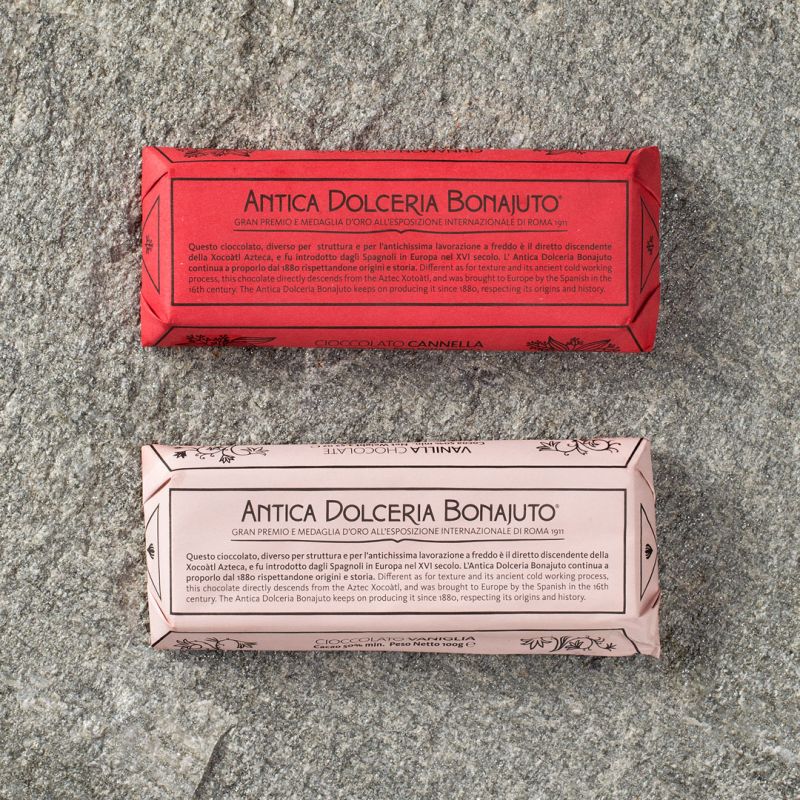 ANTICA DOLCERIA BONAJUTO®
GRAN PREMIO E MEDAGLIA D'ORO ALL'ESPOSIZIONE INTERNAZIONALE DI ROMA 1911
Questo cioccolato, diverso per struttura e per l'antichissima lavorazione a freddo è il diretto discendente
della Xocoàtl Azteca, e fu introdotto dagli Spagnoli in Europa nel XVI secolo. L' Antica Dolceria Bonajuto
continua a proporlo dal 1880 rispettandone origini e storia. Different as for texture and its ancient cold working
process, this chocolate directly descends from the Aztec Xotoàtl, and was brought to Europe by the Spanish in the
16th century. The Antica Dolceria Bonajuto keeps on producing it since 1880, respecting its origins and history.
CIOCCOLATO CANNELLA
VANILLA CHOCOLATE
ANTICA DOLCERIA BONAJUTO®
GRAN PREMIO E MEDAGLIA D'ORO ALL'ESPOSIZIONE INTERNAZIONALE DI ROMA 1911
Questo cioccolato, diverso per struttura e per l'antichissima lavorazione a freddo è il diretto discendente della
Xocoàtl Azteca, e fu introdotto dagli Spagnoli in Europa nel XVI secolo. L'Antica Dolceria Bonajuto continua a
proporlo dal 1880 rispettandone origini e storia. Different as for texture and its ancient cold working process,
this chocolate directly descends from the Aztec Xotoàtl, and was brought to Europe by the Spanish in the 16th
century. The Antica Dolceria Bonajuto keeps on producing it since 1880, respecting its origins and history.
CIOCCOLATO VANIGLIA
Cacao 50% min. Peso Netto 100g ℮